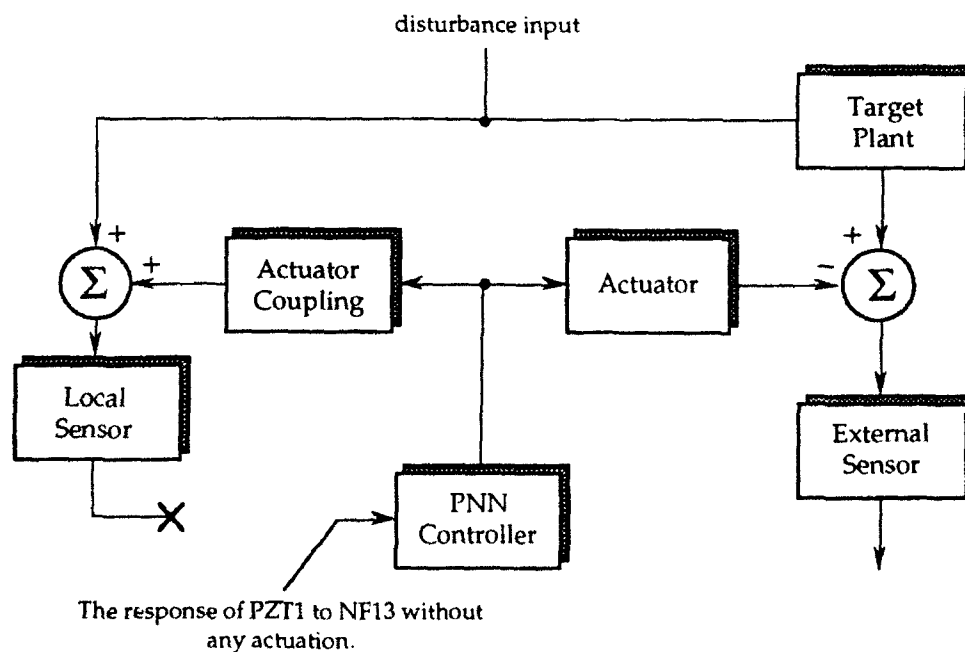 disturbance input
Target
Plant
+
+
+
−
Σ
Actuator
Coupling
Actuator
Σ
Local
Sensor
External
Sensor
PNN
Controller
The response of PZT1 to NF13 without
any actuation.